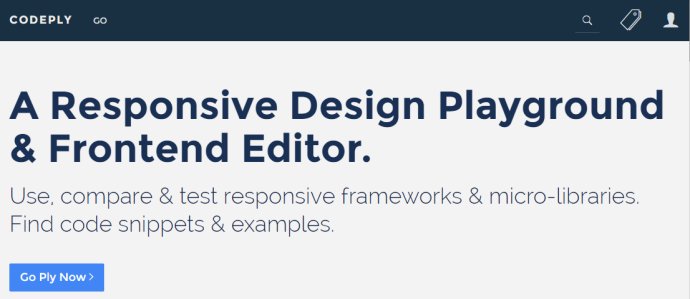 CODEPLY GO
A Responsive Design Playground
& Frontend Editor.
Use, compare & test responsive frameworks & micro-libraries.
Find code snippets & examples.
Go Ply Now >